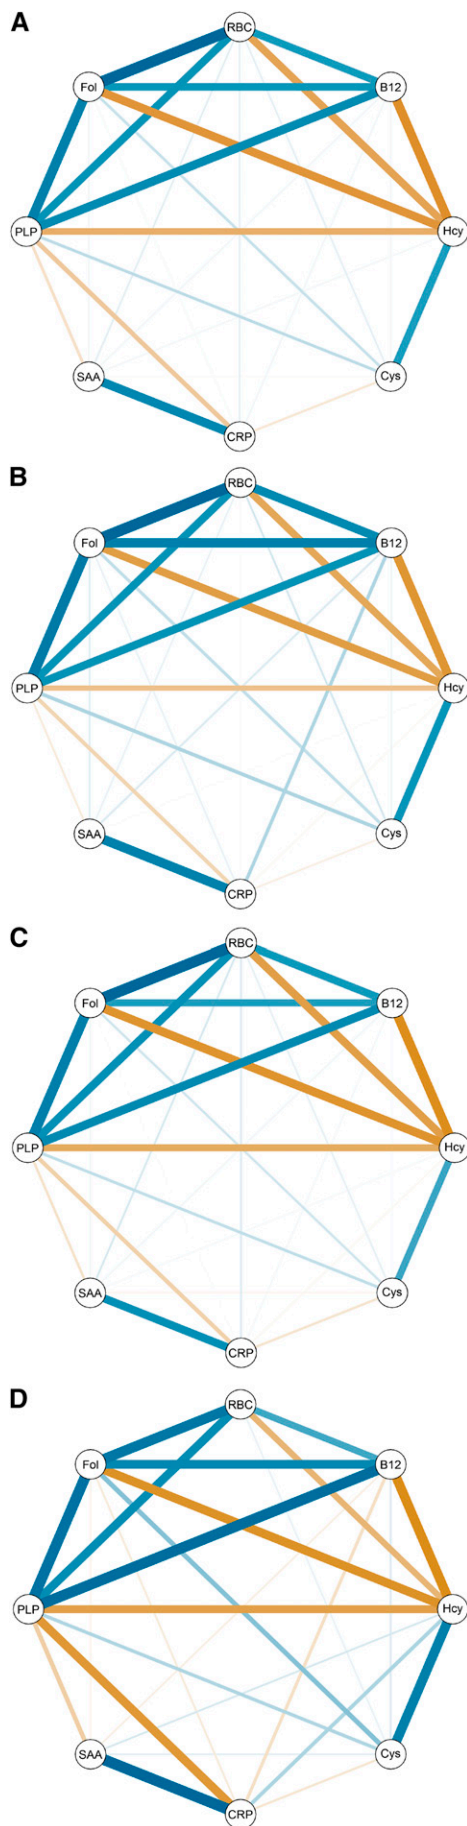 A
RBC
Fol
B12
PLP
Hcy
SAA
Cys
CRP
B
RBC
Fol
B12
PLP
Hcy
SAA
Cys
CRP
C
RBC
Fol
B12
PLP
Hcy
SAA
Cys
CRP
D
RBC
Fol
B12
PLP
Hcy
SAA
Cys
CRP